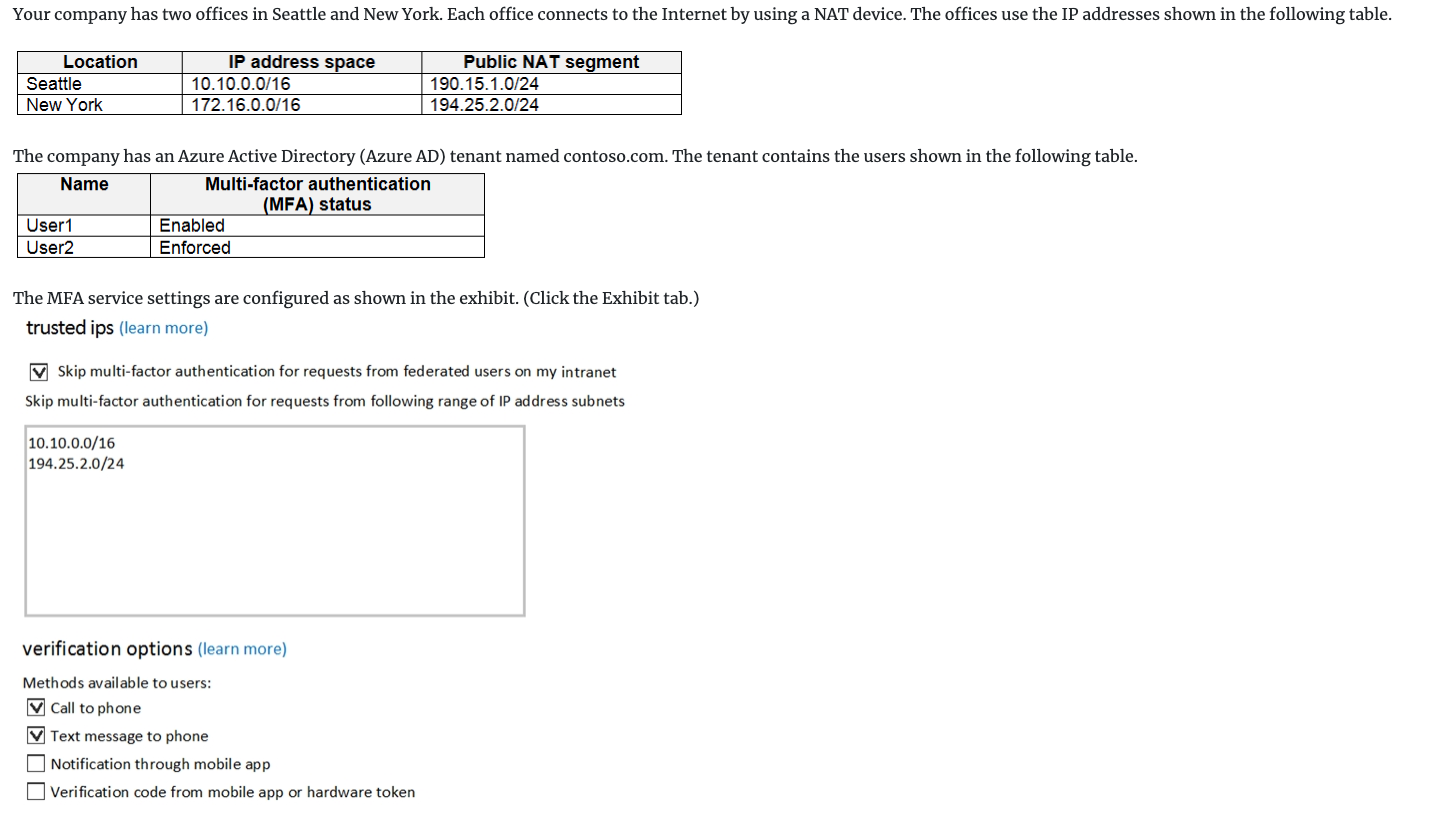 Your company has two offices in Seattle and New York. Each office connects to the Internet by using a NAT device. The offices use the IP addresses shown in the following table.
Location IP address space Public NAT segment
Seattle 10.10.0.0/16 190.15.1.0/24
New York 172.16.0.0/16 194.25.2.0/24
The company has an Azure Active Directory (Azure AD) tenant named contoso.com. The tenant contains the users shown in the following table.
Name Multi-factor authentication
(MFA) status
User1 Enabled
User2 Enforced
The MFA service settings are configured as shown in the exhibit. (Click the Exhibit tab.)
trusted ips (learn more)
Skip multi-factor authentication for requests from federated users on my intranet
Skip multi-factor authentication for requests from following range of IP address subnets
10.10.0.0/16
194.25.2.0/24
verification options (learn more)
Methods available to users:
Call to phone
Text message to phone
Notification through mobile app
Verification code from mobile app or hardware token